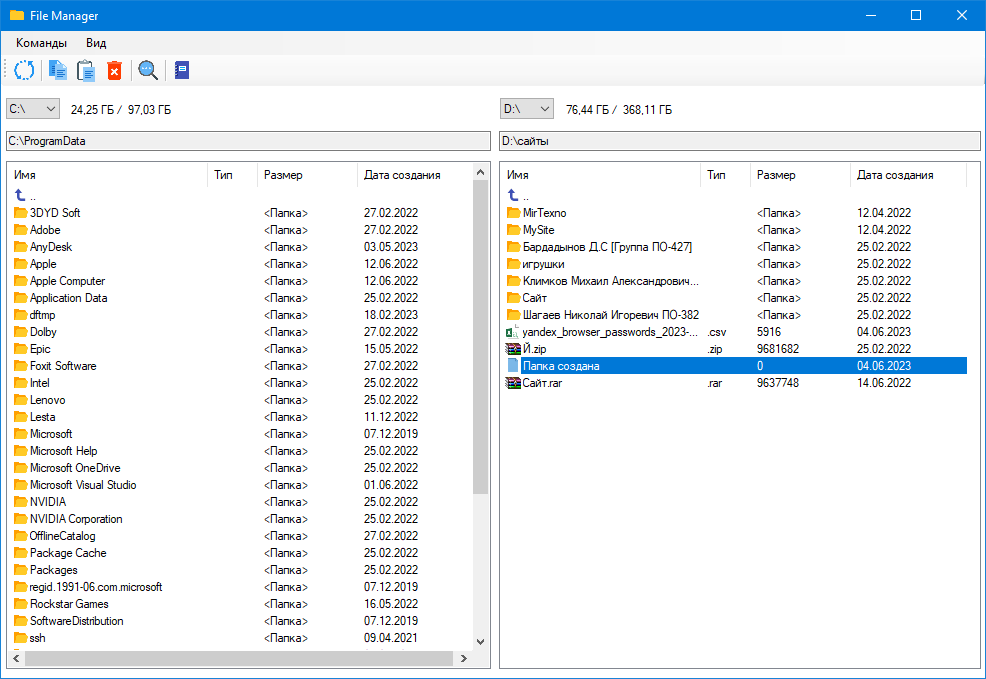 File Manager
Команды Вид
C:\ 24,25 ГБ / 97,03 ГБ
D:\ 76,44 ГБ / 368,11 ГБ
C:\ProgramData
D:\сайты
Имя Тип Размер Дата создания
..
3DYD Soft <Папка> 27.02.2022
Adobe <Папка> 27.02.2022
AnyDesk <Папка> 03.05.2023
Apple <Папка> 12.06.2022
Apple Computer <Папка> 12.06.2022
Application Data <Папка> 25.02.2022
dftmp <Папка> 18.02.2023
Dolby <Папка> 27.02.2022
Epic <Папка> 15.05.2022
Foxit Software <Папка> 27.02.2022
Intel <Папка> 25.02.2022
Lenovo <Папка> 25.02.2022
Lesta <Папка> 11.12.2022
Microsoft <Папка> 07.12.2019
Microsoft Help <Папка> 25.02.2022
Microsoft OneDrive <Папка> 25.02.2022
Microsoft Visual Studio <Папка> 01.06.2022
NVIDIA <Папка> 25.02.2022
NVIDIA Corporation <Папка> 25.02.2022
OfflineCatalog <Папка> 27.02.2022
Package Cache <Папка> 25.02.2022
Packages <Папка> 25.02.2022
regid.1991-06.com.microsoft <Папка> 07.12.2019
Rockstar Games <Папка> 16.05.2022
SoftwareDistribution <Папка> 07.12.2019
ssh <Папка> 09.04.2021
Имя Тип Размер Дата создания
..
MirTexno <Папка> 12.04.2022
MySite <Папка> 12.04.2022
Бардадынов Д.С [Группа ПО-427] <Папка> 25.02.2022
игрушки <Папка> 25.02.2022
Климков Михаил Александрович... <Папка> 25.02.2022
Сайт <Папка> 25.02.2022
Шагаев Николай Игоревич ПО-382 <Папка> 25.02.2022
yandex_browser_passwords_2023-... .csv 5916 04.06.2023
Й.zip .zip 9681682 25.02.2022
Папка создана 0 04.06.2023
Сайт.rar .rar 9637748 14.06.2022